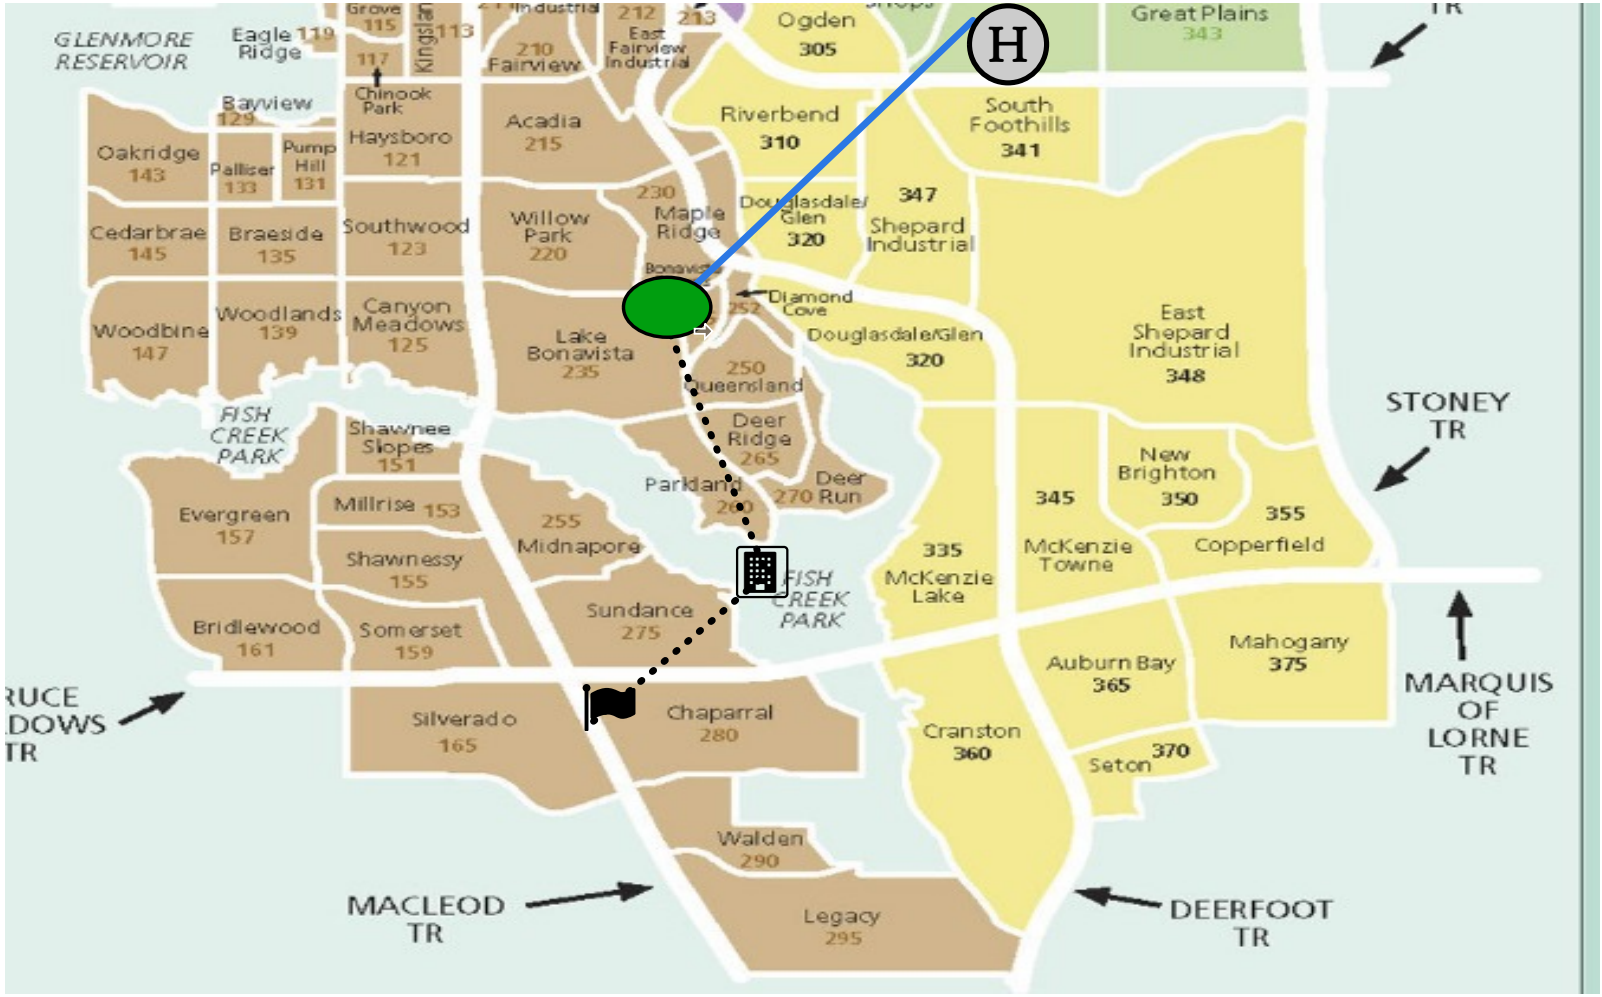 Grove
115
Kingslan
113
Industrial
212
213
Ogden
305
Great Plains
343
TR
GLENMORE
RESERVOIR
Eagle
Ridge
119
117
210
Fairview
East
Fairview
Industrial
H
Chinook
Park
Bayview
129
Haysboro
121
Acadia
215
Riverbend
310
South
Foothills
341
Oakridge
143
Palliser
133
Pump
Hill
131
230
Maple
Ridge
Douglasdale/
Glen
320
347
Shepard
Industrial
Cedarbrae
145
Braeside
135
Southwood
123
Willow
Park
220
Bonavista
252
Diamond
Cove
Woodbine
147
Woodlands
139
Canyon
Meadows
125
Lake
Bonavista
235
Douglasdale/Glen
320
East
Shepard
Industrial
348
250
Queensland
STONEY
TR
FISH
CREEK
PARK
Shawnee
Slopes
151
Deer
Ridge
265
New
Brighton
350
Parkland
260
270
Deer
Run
345
McKenzie
Towne
355
Copperfield
Evergreen
157
Millrise 153
255
Midnapore
Shawnessy
155
335
McKenzie
Lake
FISH
CREEK
PARK
Bridlewood
161
Somerset
159
Sundance
275
Auburn Bay
365
Mahogany
375
RUCE
DOWS
TR
MARQUIS
OF
LORNE
TR
Silverado
165
Chaparral
280
Cranston
360
370
Seton
Walden
290
MACLEOD
TR
Legacy
295
DEERFOOT
TR